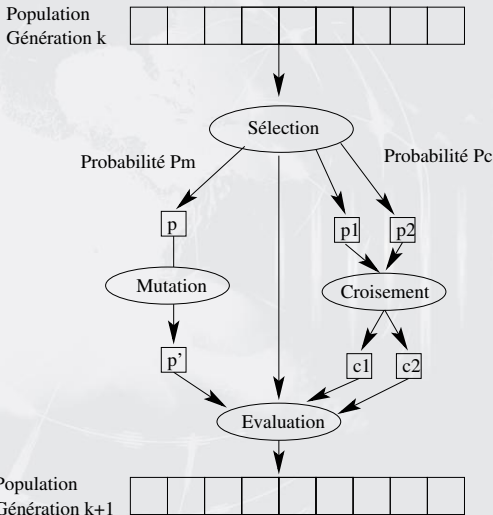 Population
Génération k
Sélection
Probabilité Pm
Probabilité Pc
p
p1
p2
Mutation
Croisement
p'
c1
c2
Evaluation
Population
Génération k+1